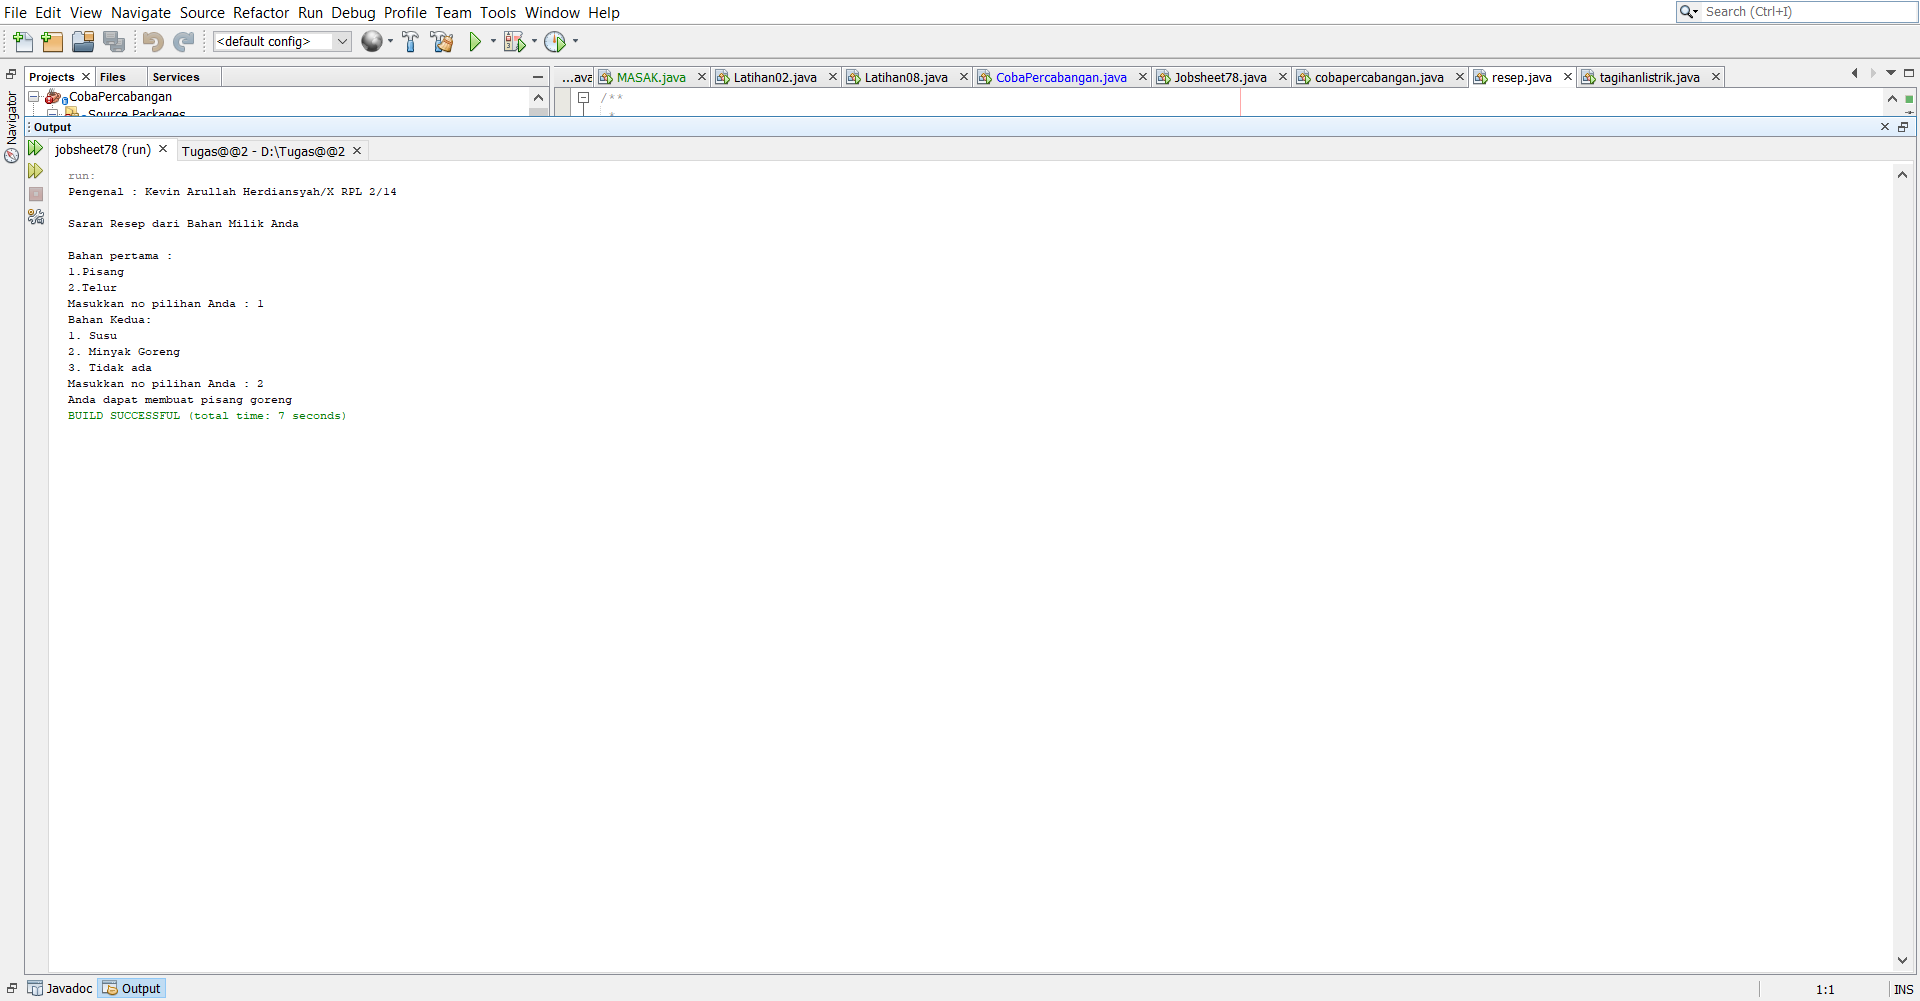 File Edit View Navigate Source Refactor Run Debug Profile Team Tools Window Help
Search (Ctrl+I)
<default config>
Projects Files Services
...ava MASAK.java Latihan02.java Latihan08.java CobaPercabangan.java Jobsheet78.java cobapercabangan.java resep.java tagihanlistrik.java
Navigator
CobaPercabangan
Source Packages
/**
*
Output
jobsheet78 (run) Tugas@@2 - D:\Tugas@@2
run:
Pengenal : Kevin Arullah Herdiansyah/X RPL 2/14
Saran Resep dari Bahan Milik Anda
Bahan pertama :
1.Pisang
2.Telur
Masukkan no pilihan Anda : 1
Bahan Kedua:
1. Susu
2. Minyak Goreng
3. Tidak ada
Masukkan no pilihan Anda : 2
Anda dapat membuat pisang goreng
BUILD SUCCESSFUL (total time: 7 seconds)
Javadoc Output
1:1 INS